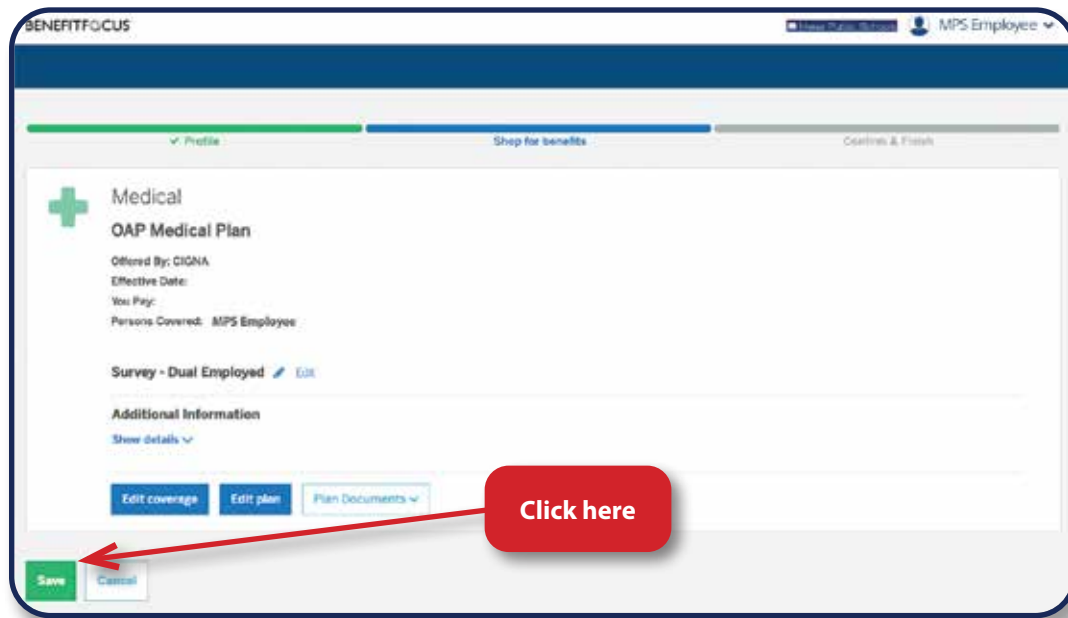 BENEFITFOCUS
MPS Employee
Profile
Shop for benefits
Confirm & Finish
Medical
OAP Medical Plan
Offered By: CIGNA
Effective Date:
You Pay:
Persons Covered: MPS Employee
Survey - Dual Employed Edit
Additional Information
Show details
Edit coverage Edit plan Plan Documents
Click here
Save Cancel